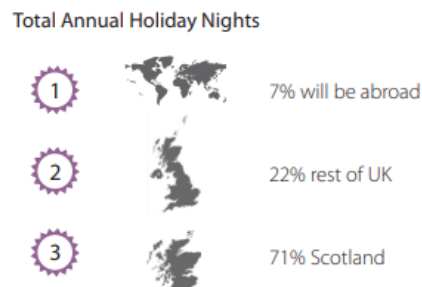 Total Annual Holiday Nights
1
7% will be abroad
2
22% rest of UK
3
71% Scotland